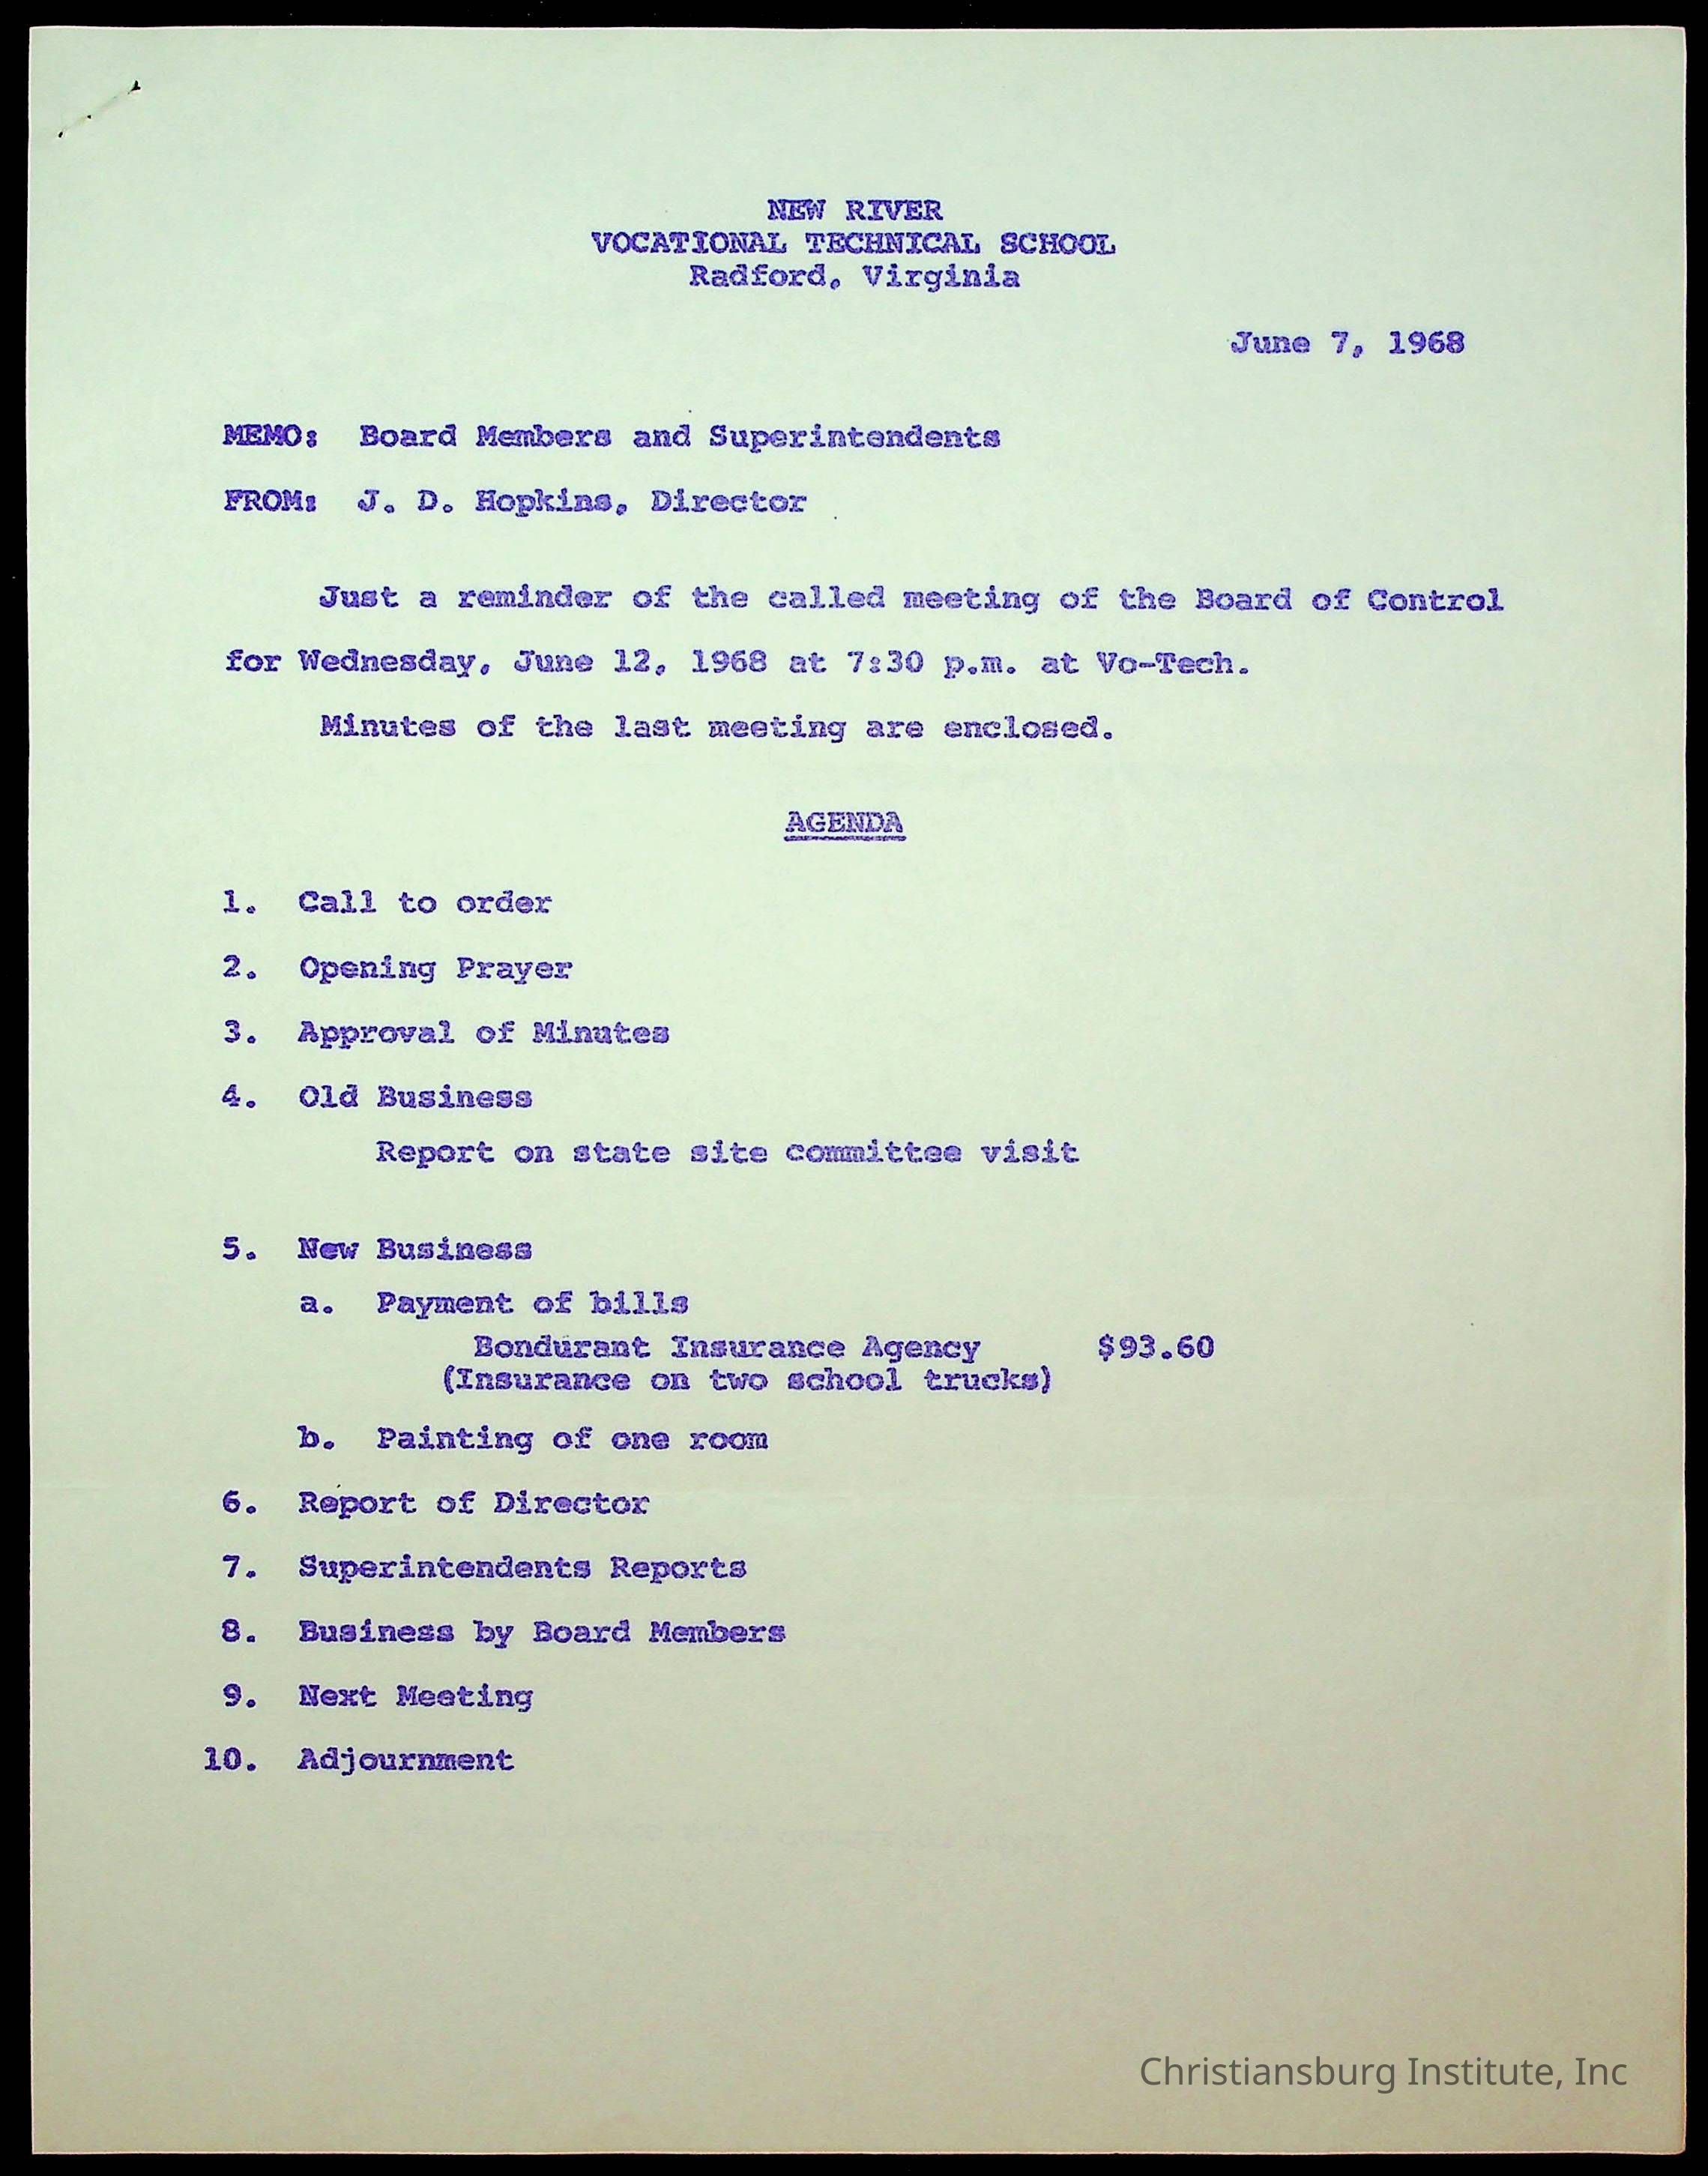 NEW RIVER
VOCATIONAL TECHNICAL SCHOOL
Radford, Virginia
June 7, 1968
MEMO: Board Members and Superintendents
FROM: J. D. Hopkins, Director
Just a reminder of the called meeting of the Board of Control
for Wednesday, June 12, 1968 at 7:30 p.m. at Vo-Tech.
Minutes of the last meeting are enclosed.
AGENDA
1. Call to order
2. Opening Prayer
3. Approval of Minutes
4. Old Business
Report on state site committee visit
5. New Business
a. Payment of bills
Bondurant Insurance Agency $93.60
(Insurance on two school trucks)
b. Painting of one room
6. Report of Director
7. Superintendents Reports
8. Business by Board Members
9. Next Meeting
10. Adjournment
Christiansburg Institute, Inc